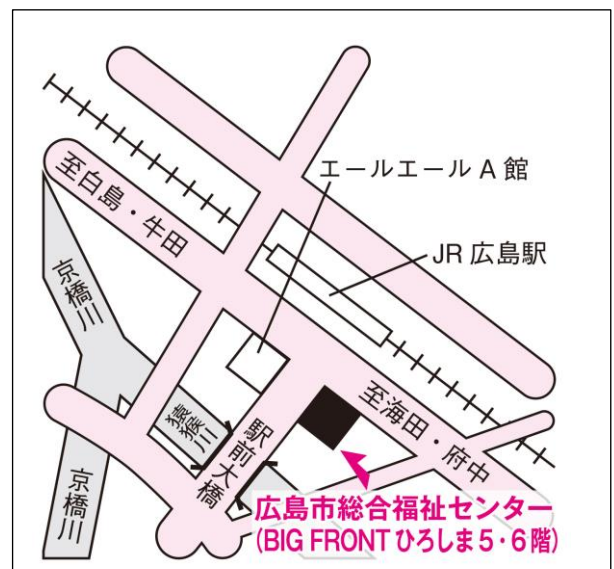 エールエール A 館
至白島・牛田
JR 広島駅
京橋川
猿猴川
駅前大橋
至海田・府中
京橋川
広島市総合福祉センター
(BIG FRONT ひろしま 5・6 階)